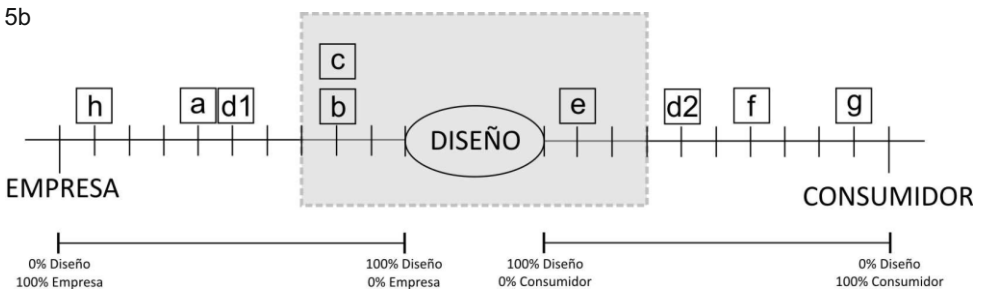 5b
c
h a d1 b DISEÑO e d2 f g
EMPRESA CONSUMIDOR
0% Diseño 100% Diseño 100% Diseño 0% Diseño
100% Empresa 0% Empresa 0% Consumidor 100% Consumidor